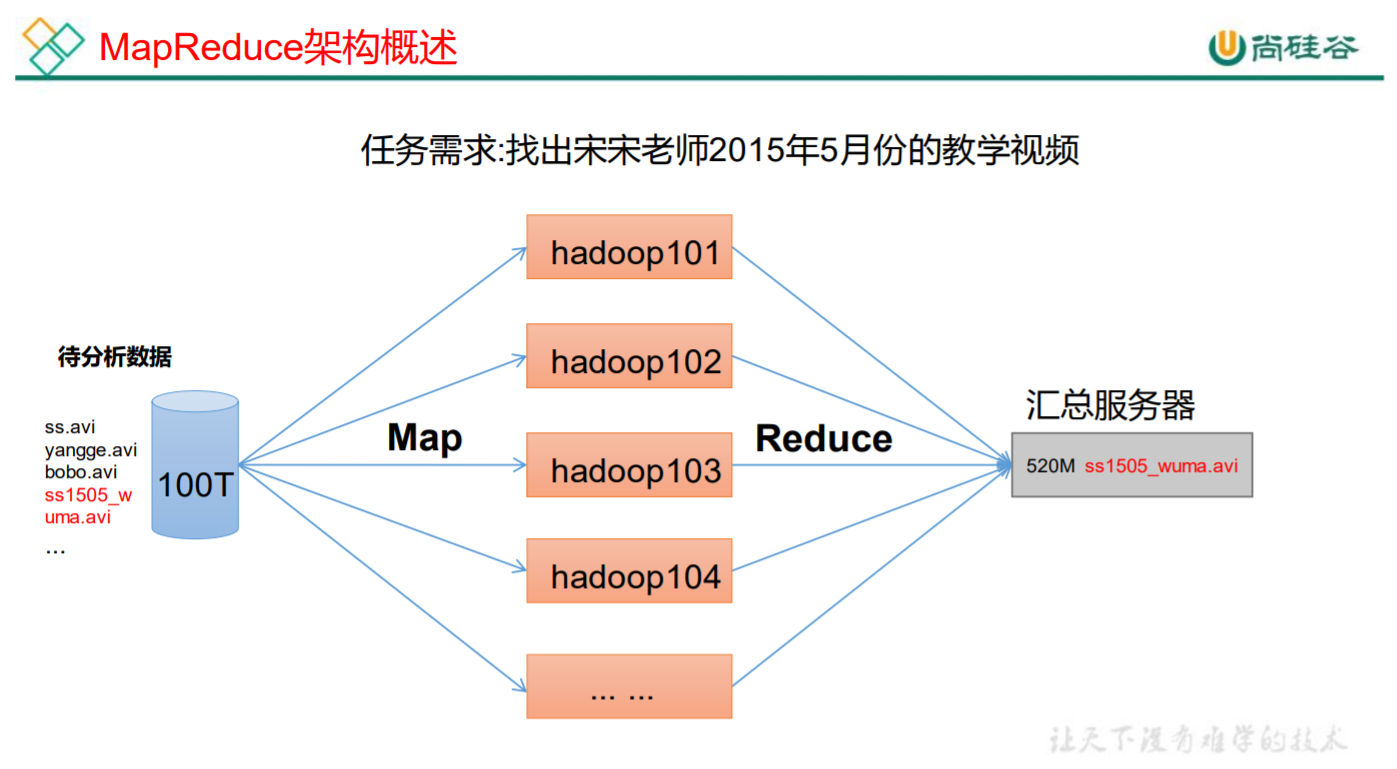 MapReduce架构概述
尚硅谷
任务需求:找出宋宋老师2015年5月份的教学视频
待分析数据
ss.avi
yangge.avi
bobo.avi
ss1505_w
uma.avi
...
100T
Map
hadoop101
hadoop102
hadoop103
hadoop104
... ...
Reduce
汇总服务器
520M ss1505_wuma.avi
让天下没有难学的技术